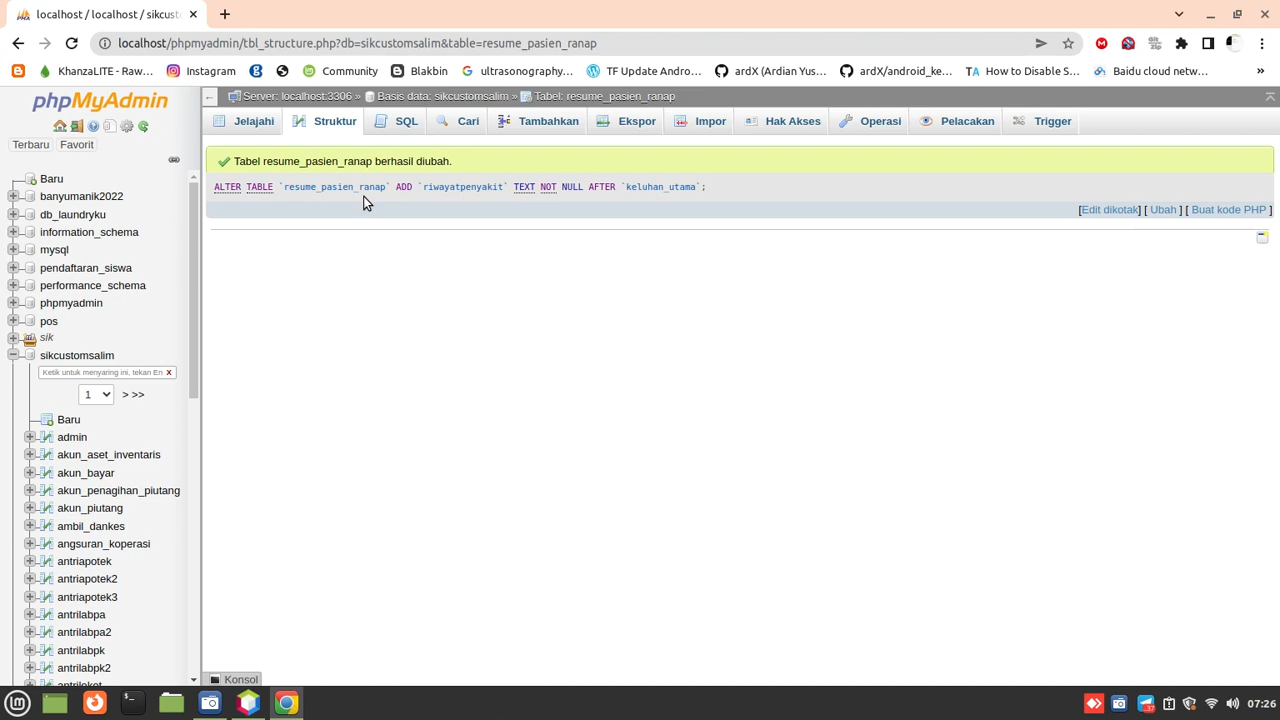 localhost / localhost / sikcust
localhost/phpmyadmin/tbl_structure.php?db=sikcustomsalim&table=resume_pasien_ranap
KhanzaLITE - Raw... Instagram Community Blakbin ultrasonography... TF Update Andro... ardX (Ardian Yus... ardX/android_ke... How to Disable S... Baidu cloud netw... »
phpMyAdmin
Terbaru Favorit
Baru
banyumanik2022
db_laundryku
information_schema
mysql
pendaftaran_siswa
performance_schema
phpmyadmin
pos
sik
sikcustomsalim
Ketik untuk menyaring ini, tekan En X
1 > >>
Baru
admin
akun_aset_inventaris
akun_bayar
akun_penagihan_piutang
akun_piutang
ambil_dankes
angsuran_koperasi
antriapotek
antriapotek2
antriapotek3
antrilabpa
antrilabpa2
antrilabpk
antrilabpk2
antriloket
Server: localhost:3306 » Basis data: sikcustomsalim » Tabel: resume_pasien_ranap
Jelajahi Struktur SQL Cari Tambahkan Ekspor Impor Hak Akses Operasi Pelacakan Trigger
Tabel resume_pasien_ranap berhasil diubah.
ALTER TABLE `resume_pasien_ranap` ADD `riwayatpenyakit` TEXT NOT NULL AFTER `keluhan_utama`;
[Edit dikotak] [ Ubah ] [ Buat kode PHP ]
Konsol
07:26